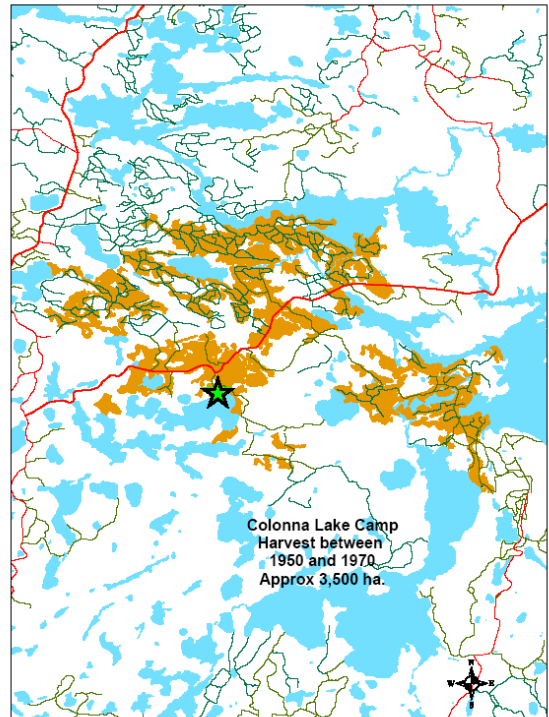 Colonna Lake Camp
Harvest between
1950 and 1970
Approx 3,500 ha.
N
W E
S